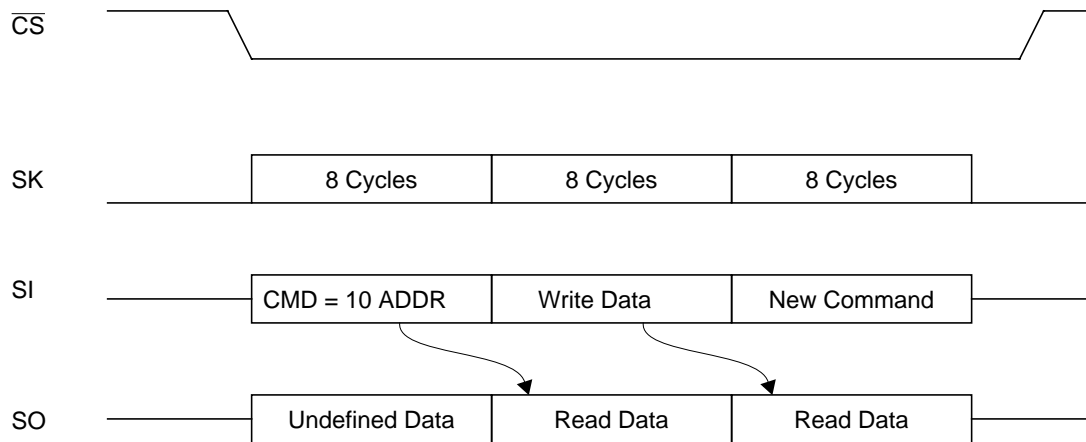 CS
SK 8 Cycles 8 Cycles 8 Cycles
SI CMD = 10 ADDR Write Data New Command
SO Undefined Data Read Data Read Data